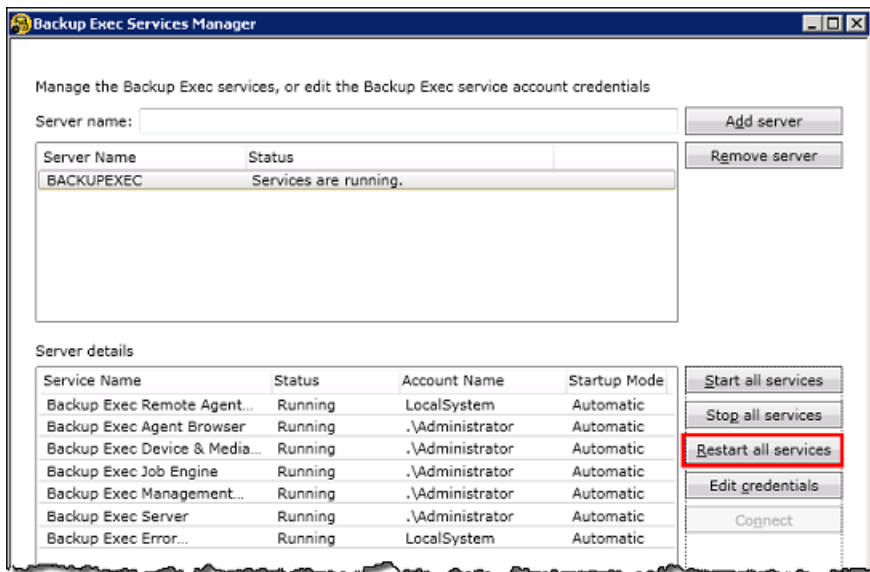 Backup Exec Services Manager
Manage the Backup Exec services, or edit the Backup Exec service account credentials
Server name:
Add server
Server Name Status
Remove server
BACKUPEXEC Services are running.
Server details
Service Name Status Account Name Startup Mode
Start all services
Backup Exec Remote Agent... Running LocalSystem Automatic
Backup Exec Agent Browser Running .\Administrator Automatic
Stop all services
Backup Exec Device & Media... Running .\Administrator Automatic
Restart all services
Backup Exec Job Engine Running .\Administrator Automatic
Edit credentials
Backup Exec Management... Running .\Administrator Automatic
Backup Exec Server Running .\Administrator Automatic
Connect
Backup Exec Error... Running LocalSystem Automatic